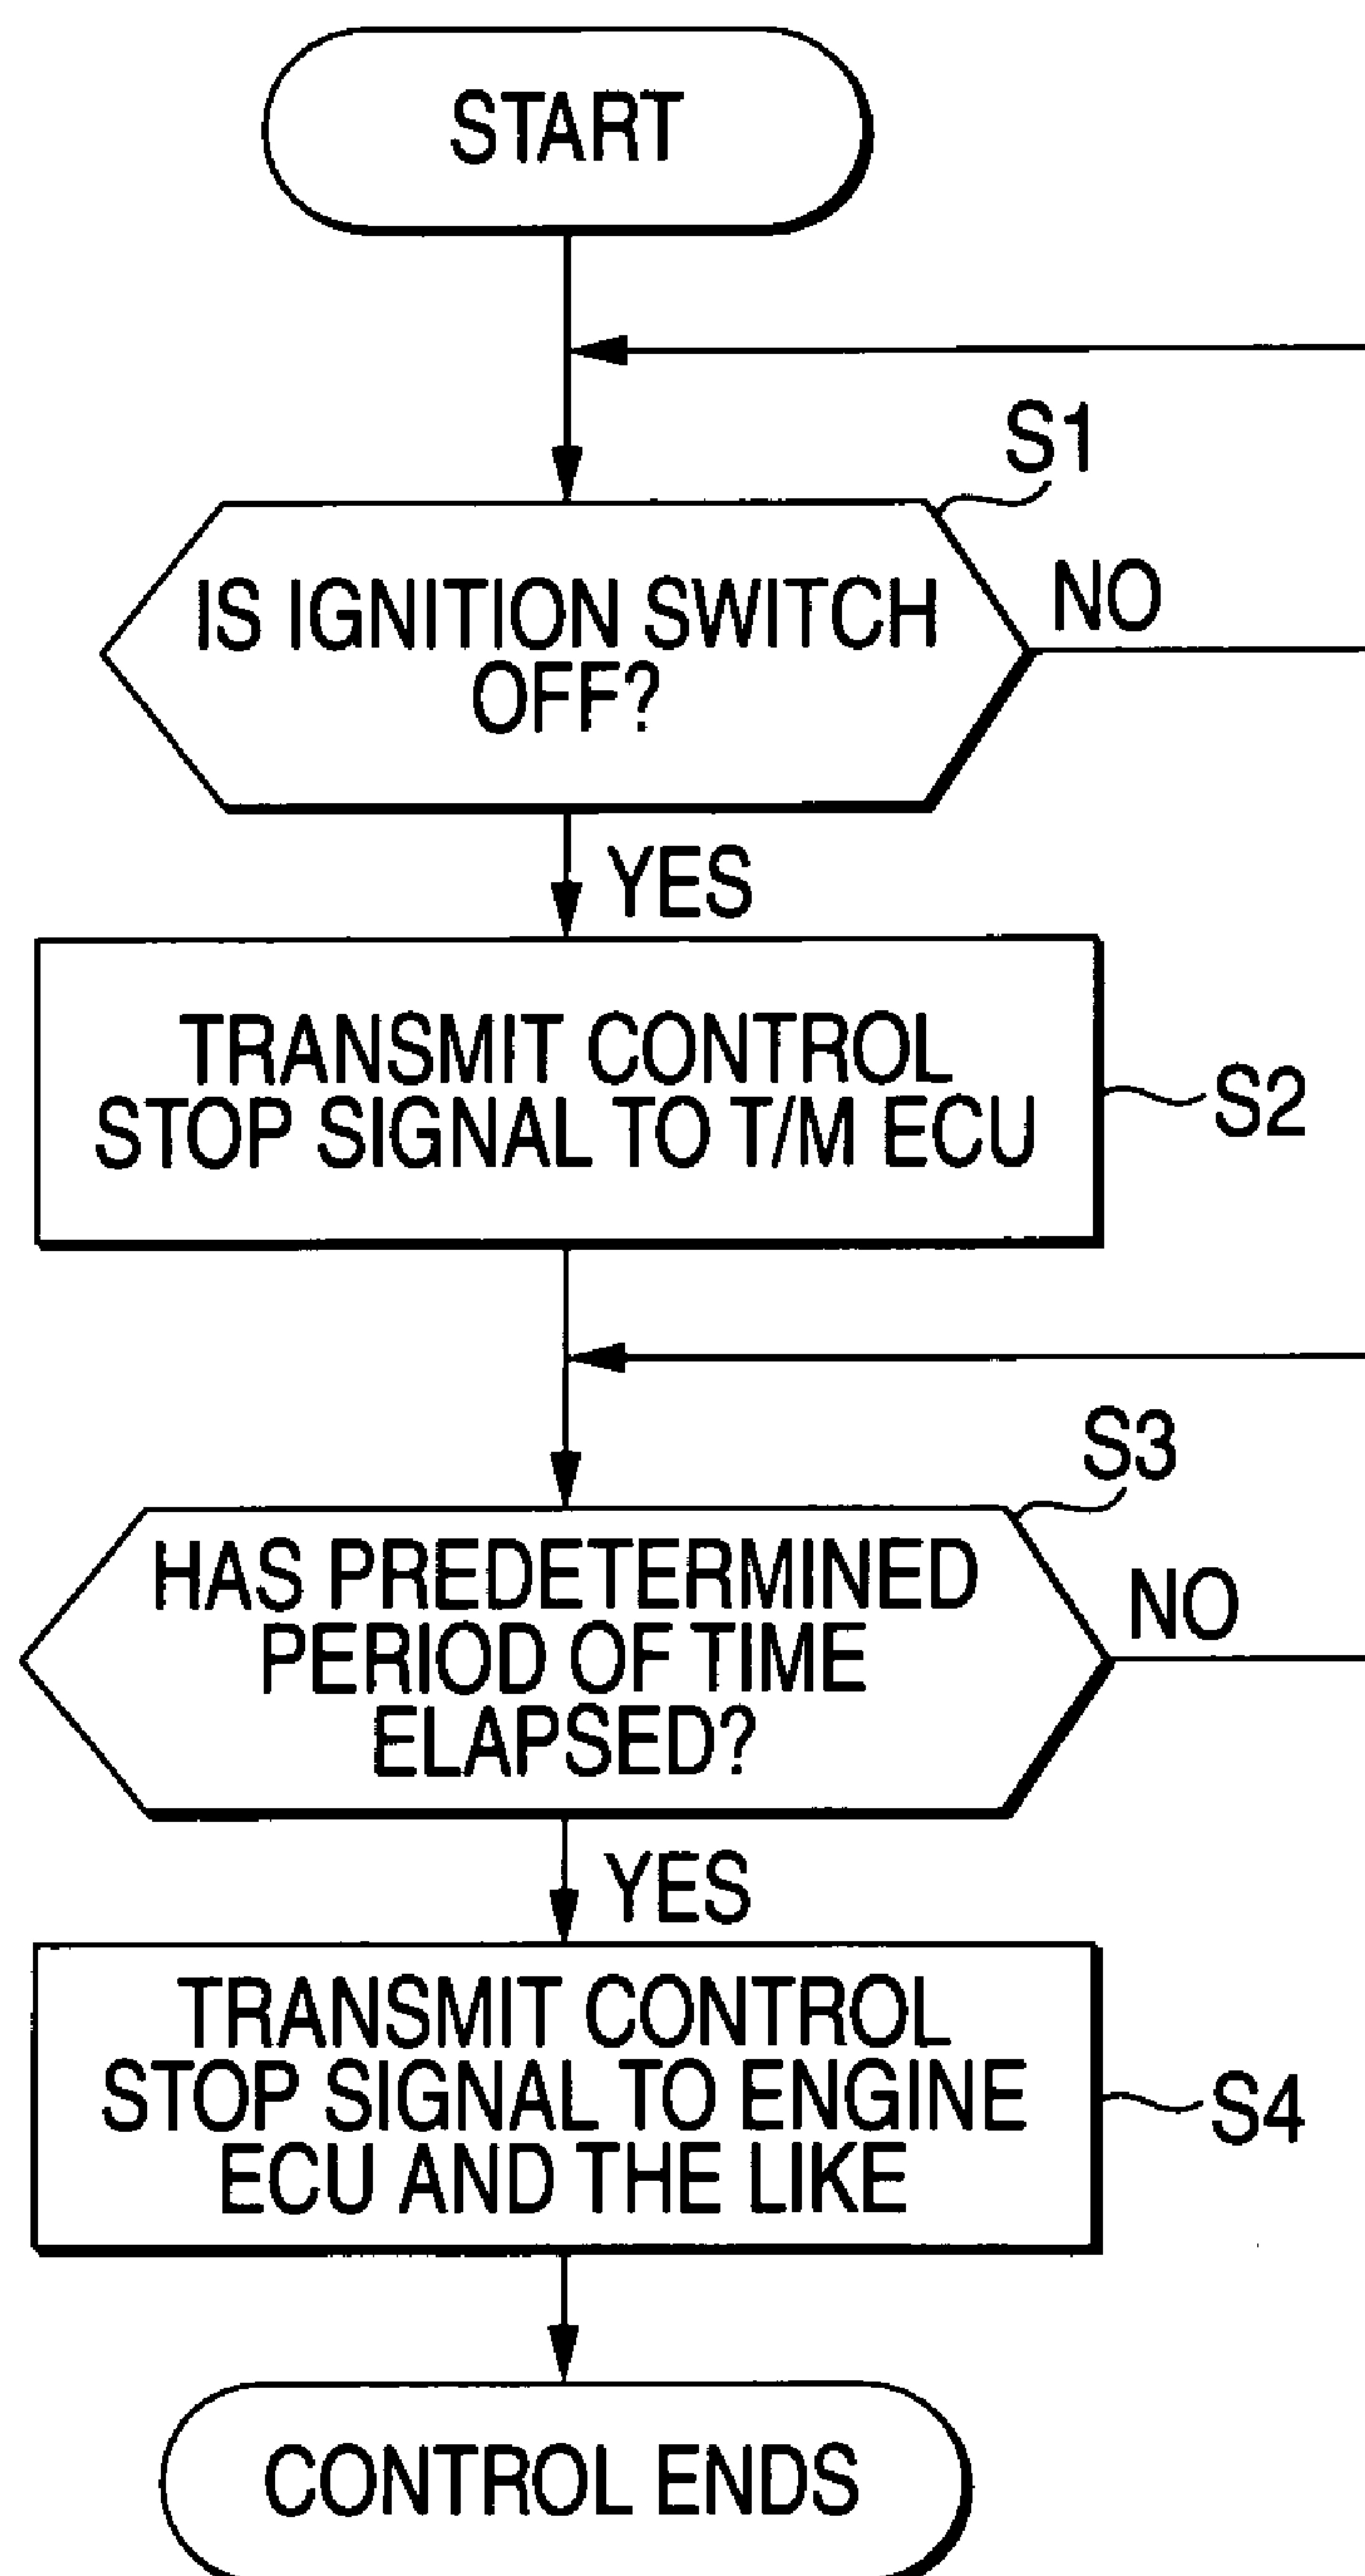 START
S1
IS IGNITION SWITCH
OFF?
NO
YES
TRANSMIT CONTROL
STOP SIGNAL TO T/M ECU
S2
S3
HAS PREDETERMINED
PERIOD OF TIME
ELAPSED?
NO
YES
TRANSMIT CONTROL
STOP SIGNAL TO ENGINE
ECU AND THE LIKE
S4
CONTROL ENDS